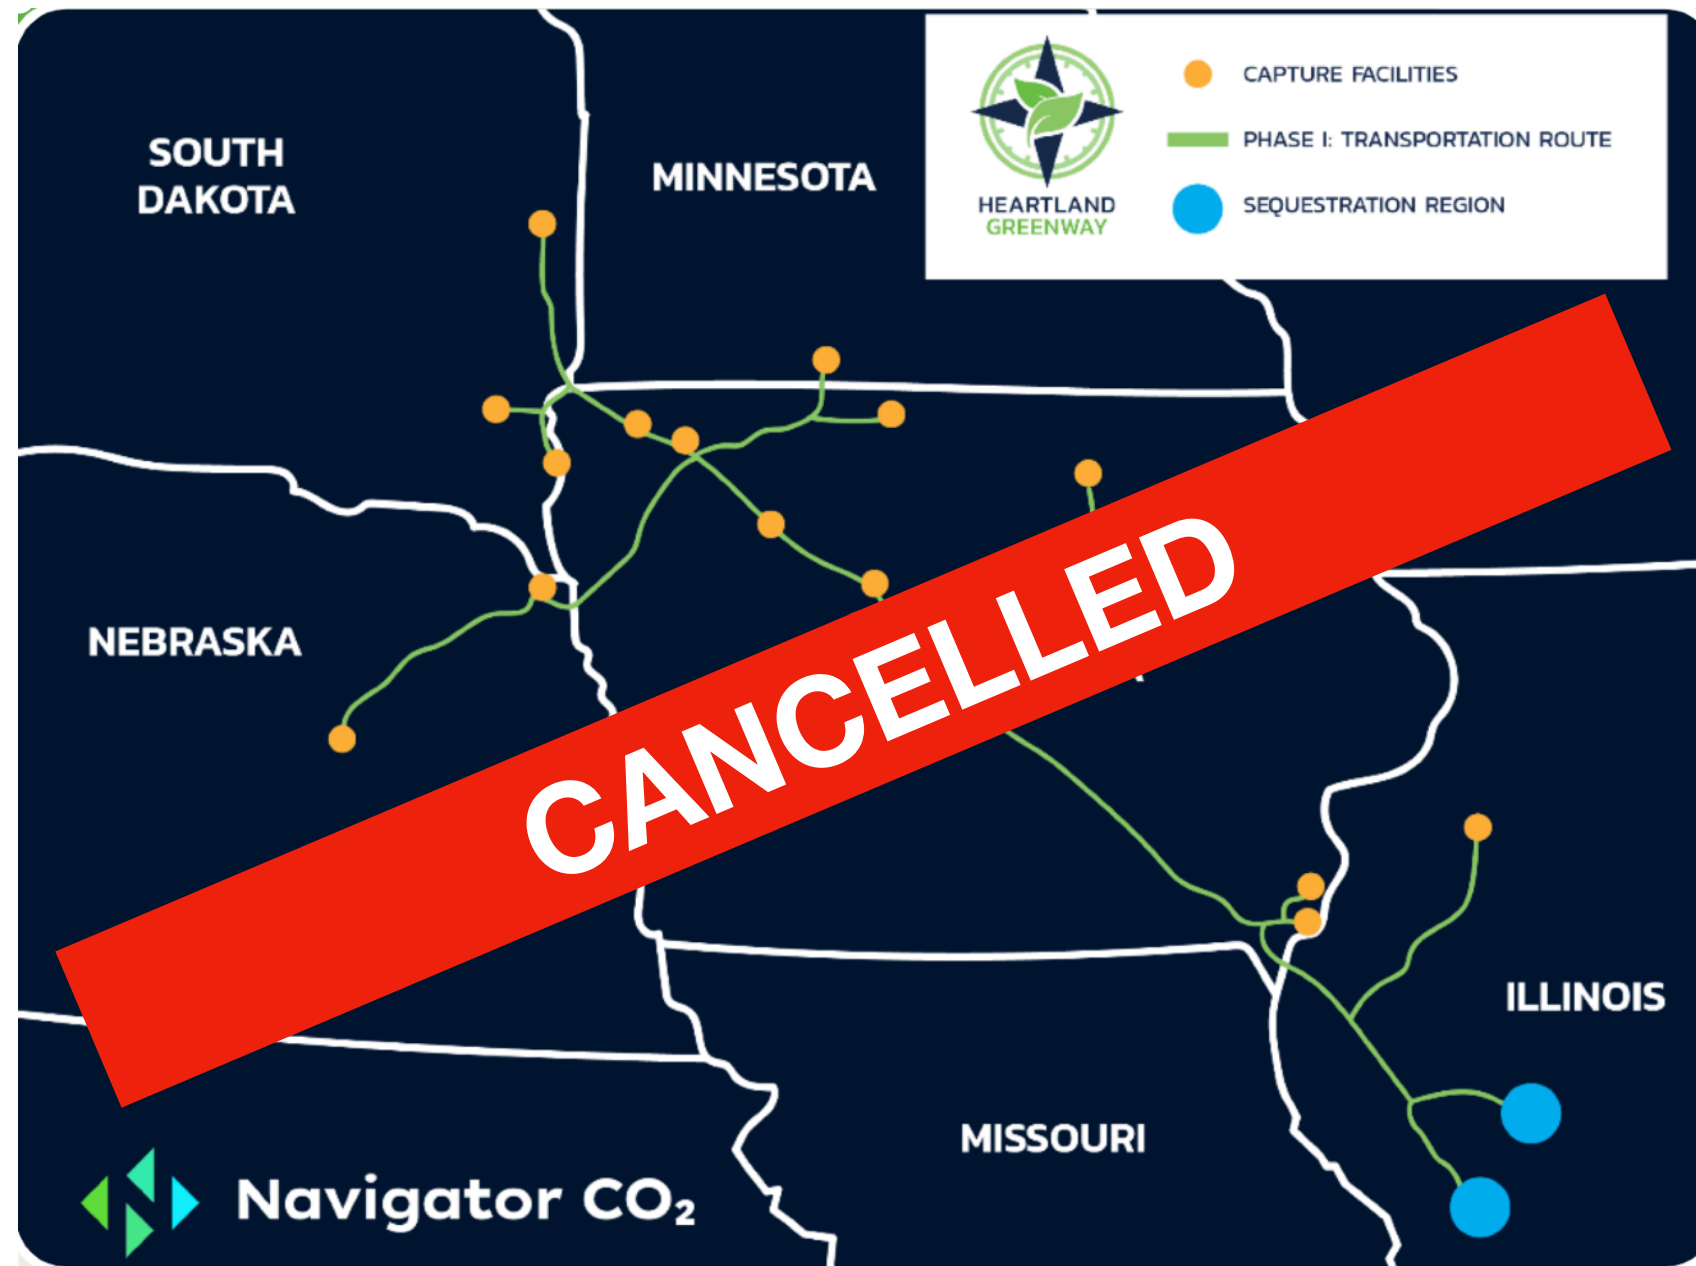 SOUTH
DAKOTA
MINNESOTA
HEARTLAND
GREENWAY
CAPTURE FACILITIES
PHASE I: TRANSPORTATION ROUTE
SEQUESTRATION REGION
NEBRASKA
CANCELLED
ILLINOIS
MISSOURI
Navigator CO₂